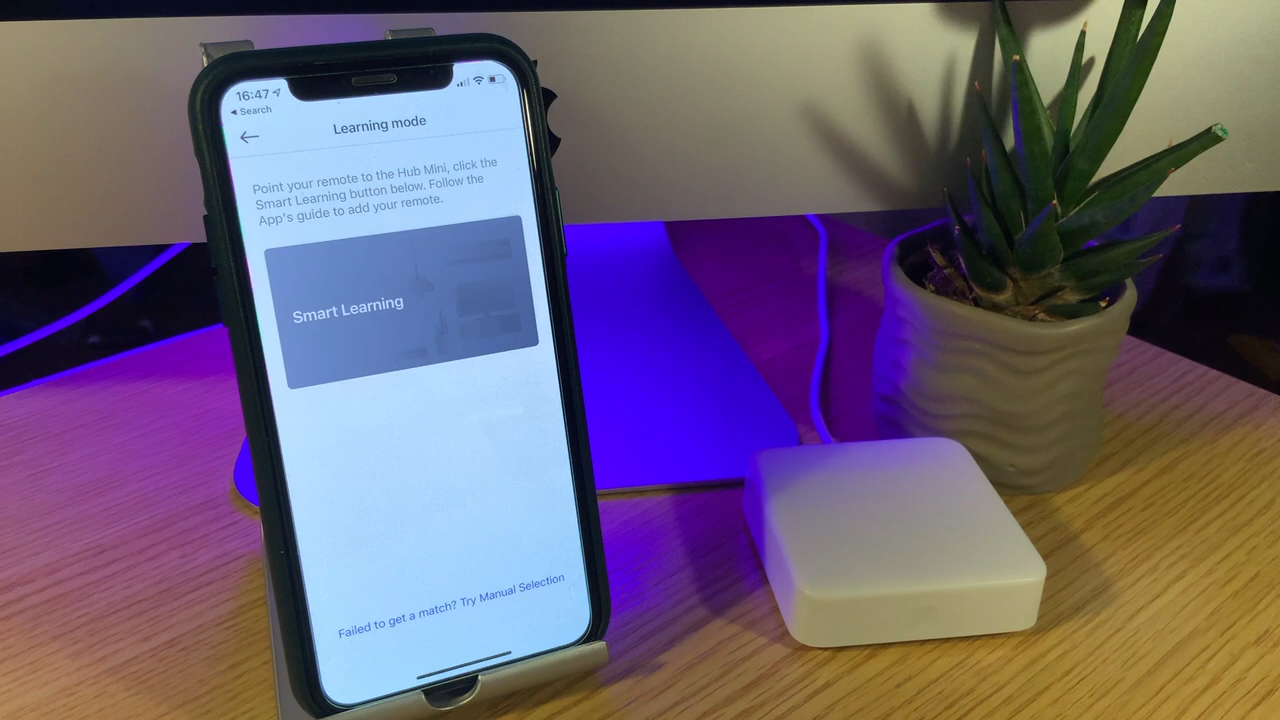 16:47
Search
Learning mode
Point your remote to the Hub Mini, click the
Smart Learning button below. Follow the
App's guide to add your remote.
Smart Learning
Failed to get a match? Try Manual Selection